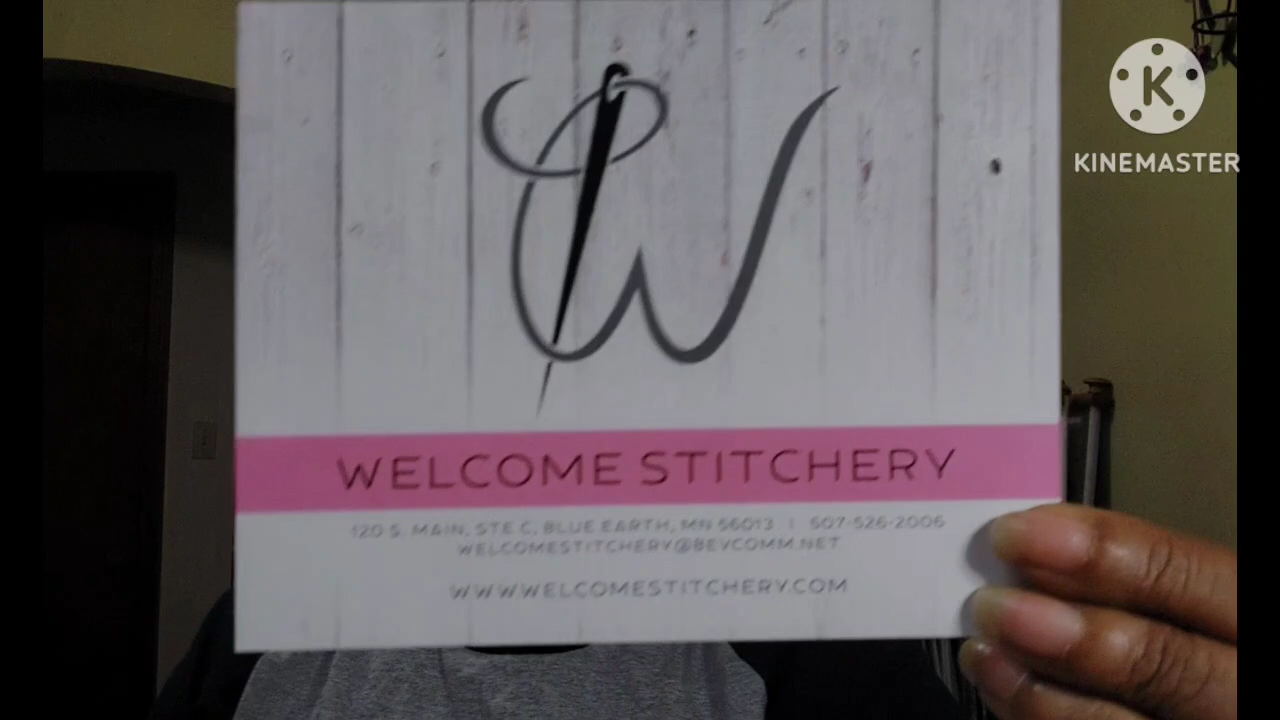 K
KINEMASTER
W
WELCOME STITCHERY
120 S. MAIN, STE C, BLUE EARTH, MN 56013 | 507-526-2006
WELCOMESTITCHERY@BEVCOMM.NET
WWW.WELCOMESTITCHERY.COM